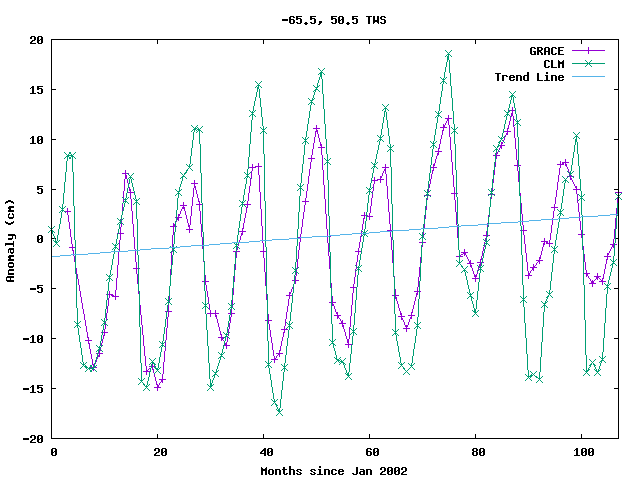 -65.5, 50.5 TWS
GRACE
CLM
Trend Line
20
15
10
5
0
-5
-10
-15
-20
Anomaly (cm)
0 20 40 60 80 100
Months since Jan 2002